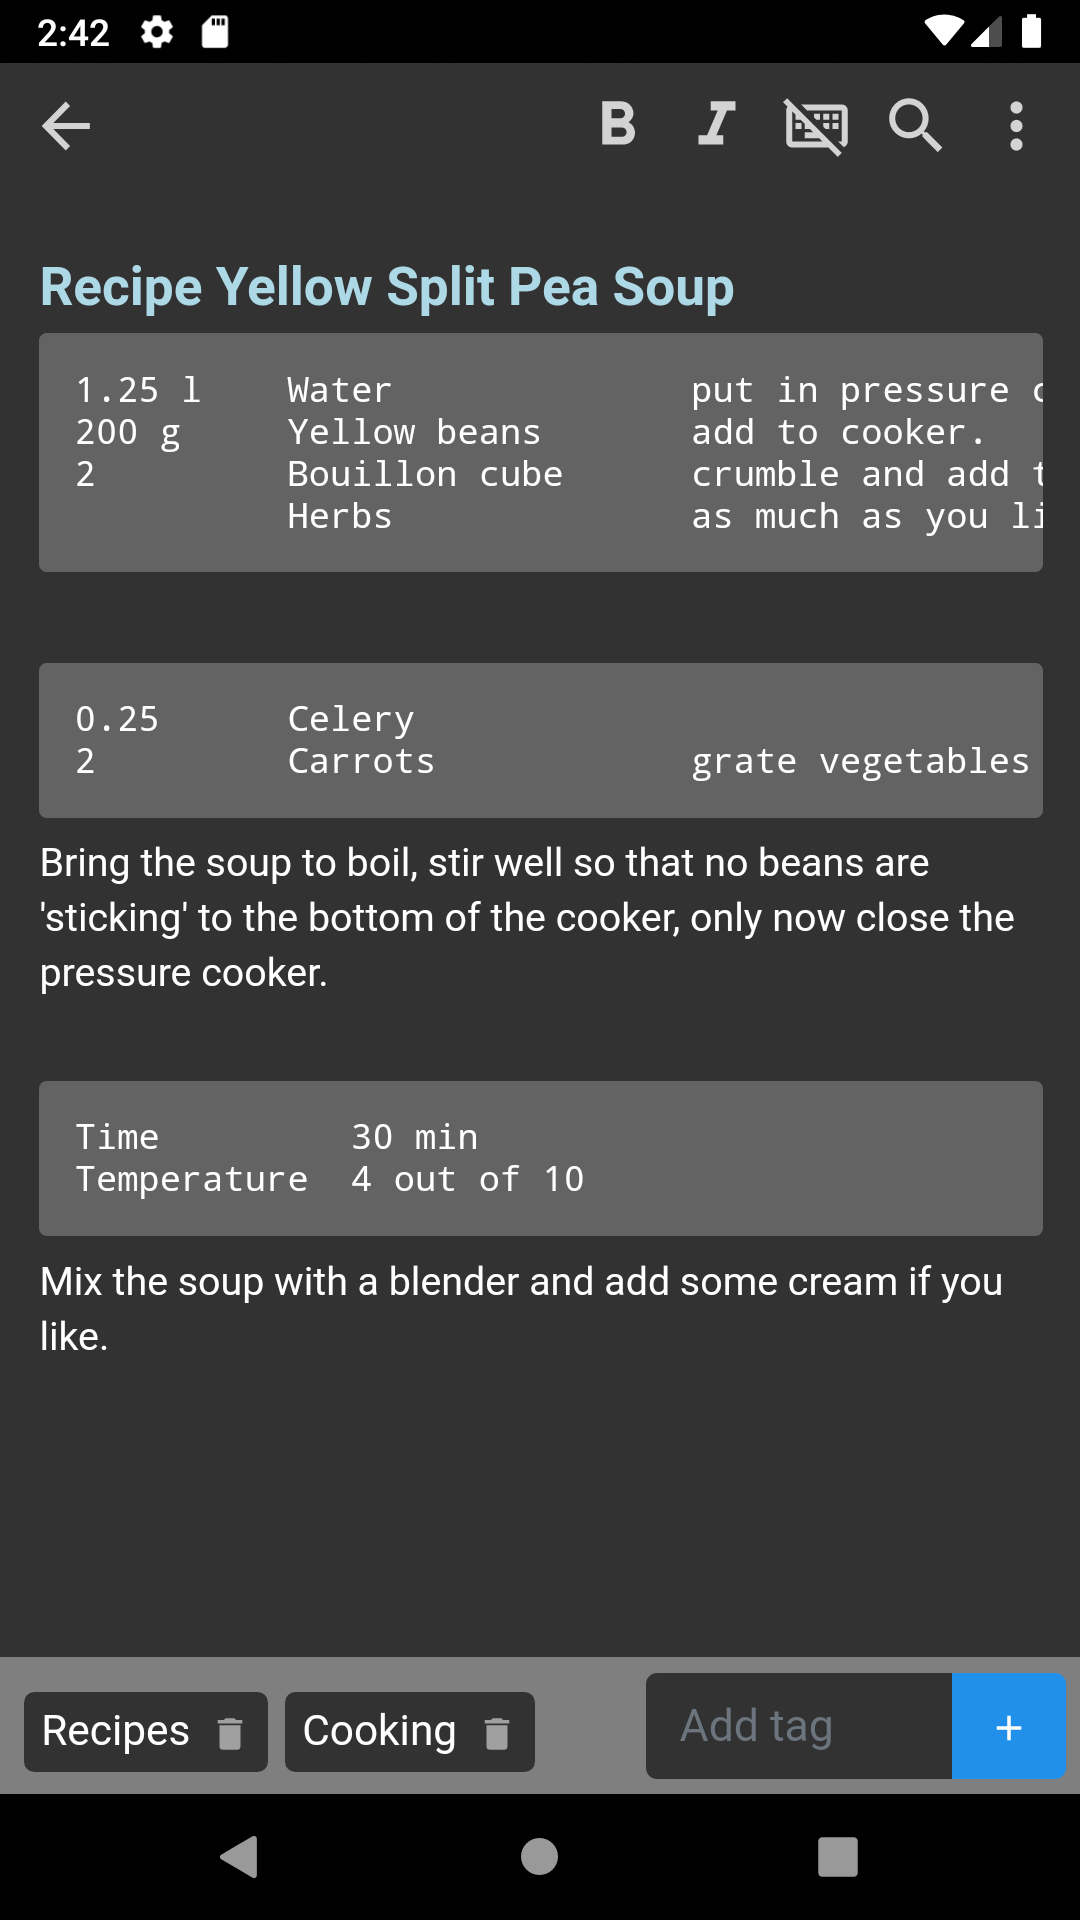 2:42
B I
Recipe Yellow Split Pea Soup
1.25 l Water put in pressure
200 g Yellow beans add to cooker.
2 Bouillon cube crumble and add
Herbs as much as you
0.25 Celery
2 Carrots grate vegetables
Bring the soup to boil, stir well so that no beans are
'sticking' to the bottom of the cooker, only now close the
pressure cooker.
Time 30 min
Temperature 4 out of 10
Mix the soup with a blender and add some cream if you
like.
Recipes Cooking Add tag +